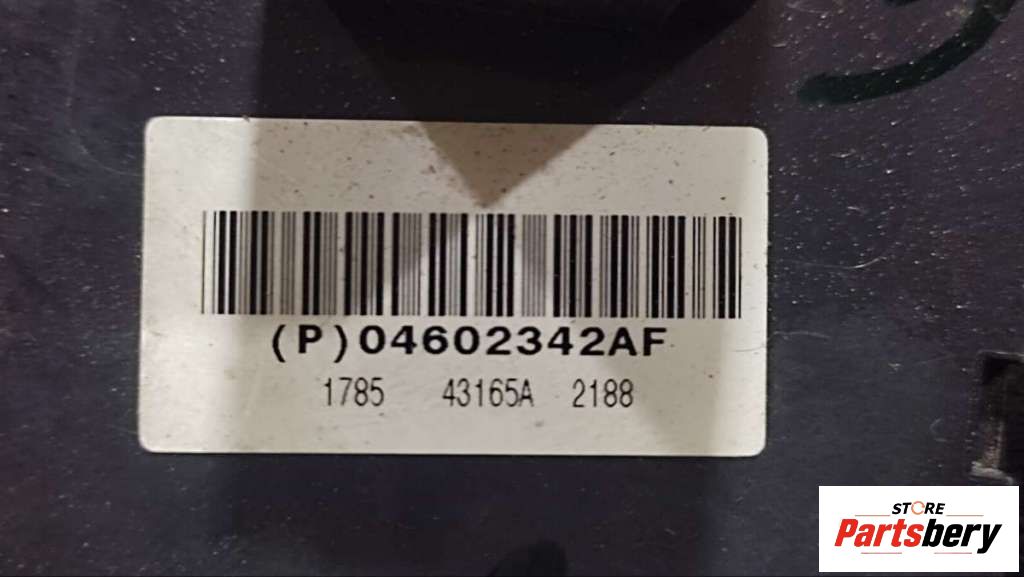 (P)04602342AF
1785 43165A 2188
STORE
Partsbery